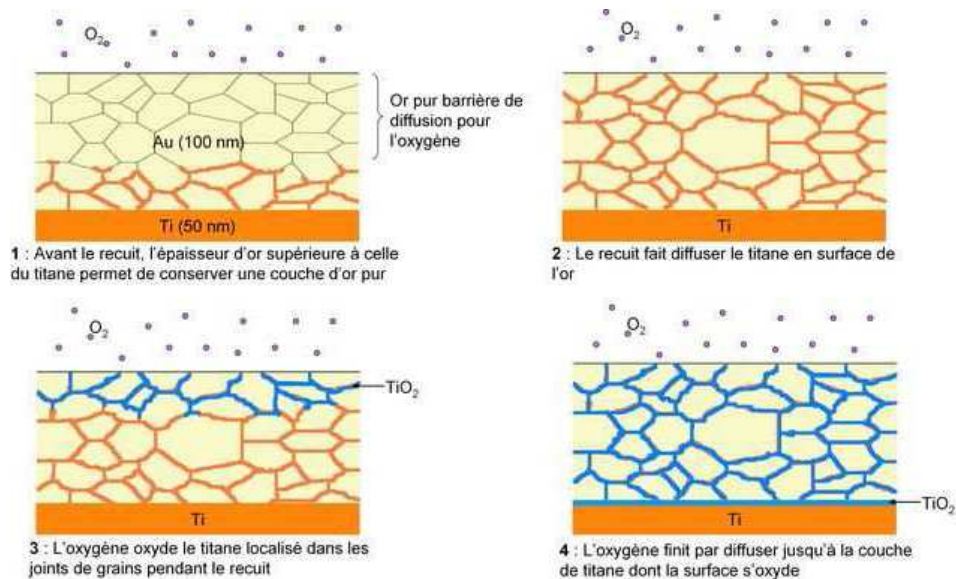 O2
Au (100 nm)
Or pur barrière de
diffusion pour
l'oxygène
Ti (50 nm)
1 : Avant le recuit, l'épaisseur d'or supérieure à celle
du titane permet de conserver une couche d'or pur
O2
Ti
2 : Le recuit fait diffuser le titane en surface de
l'or
O2
TiO2
Ti
3 : L'oxygène oxyde le titane localisé dans les
joints de grains pendant le recuit
O2
TiO2
Ti
4 : L'oxygène finit par diffuser jusqu'à la couche
de titane dont la surface s'oxyde